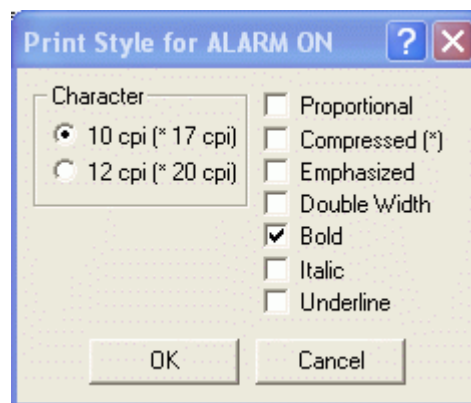 Print Style for ALARM ON
Character
10 cpi (* 17 cpi)
12 cpi (* 20 cpi)
Proportional
Compressed (*)
Emphasized
Double Width
Bold
Italic
Underline
OK
Cancel